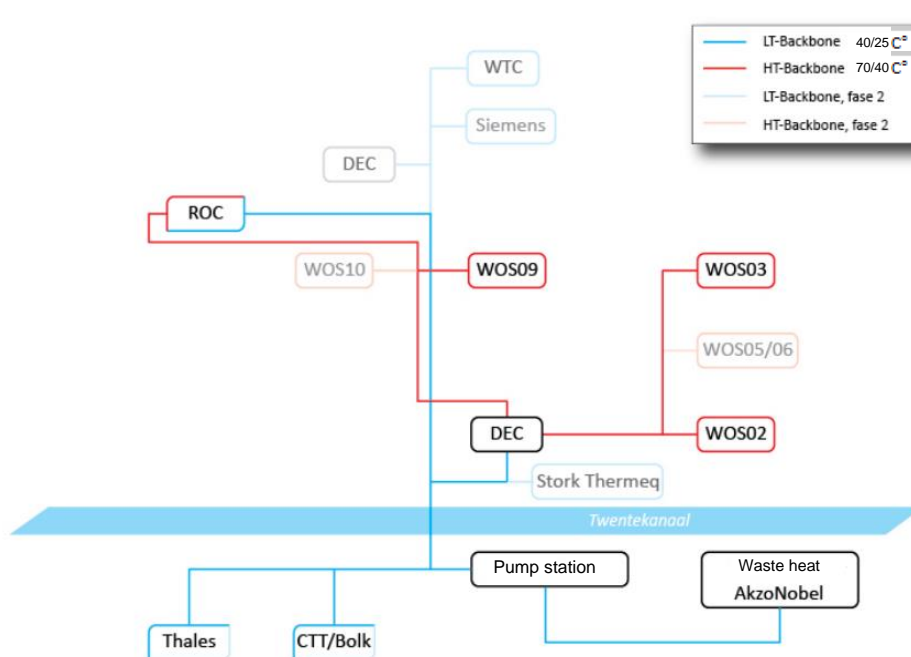 LT-Backbone 40/25 C°
HT-Backbone 70/40 C°
LT-Backbone, fase 2
HT-Backbone, fase 2
WTC
Siemens
DEC
ROC
WOS10
WOS09
WOS03
WOS05/06
DEC
WOS02
Stork Thermeq
Twentekanaal
Pump station
Waste heat
AkzoNobel
Thales
CTT/Bolk